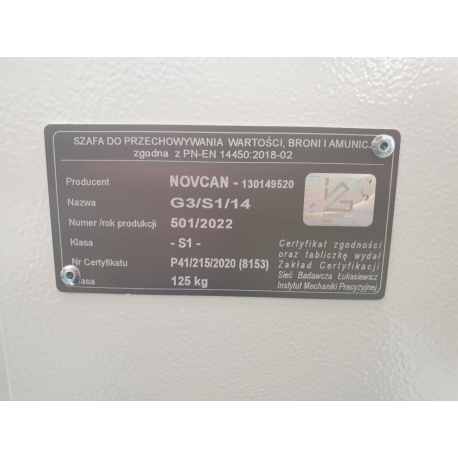 SZAFA DO PRZECHOWYWANIA WARTOŚCI, BRONI I AMUNICJI
zgodna z PN-EN 14450:2018-02
Producent NOVCAN - 130149520
Nazwa G3/S1/14
Numer /rok produkcji 501/2022
Klasa - S1 -
Nr Certyfikatu P41/215/2020 (8153)
asa 125 kg
Certyfikat zgodności
oraz tabliczkę wydał
Zakład Certyfikacji
Sieć Badawcza Łukasiewicz
Instytut Mechaniki Precyzyjnej